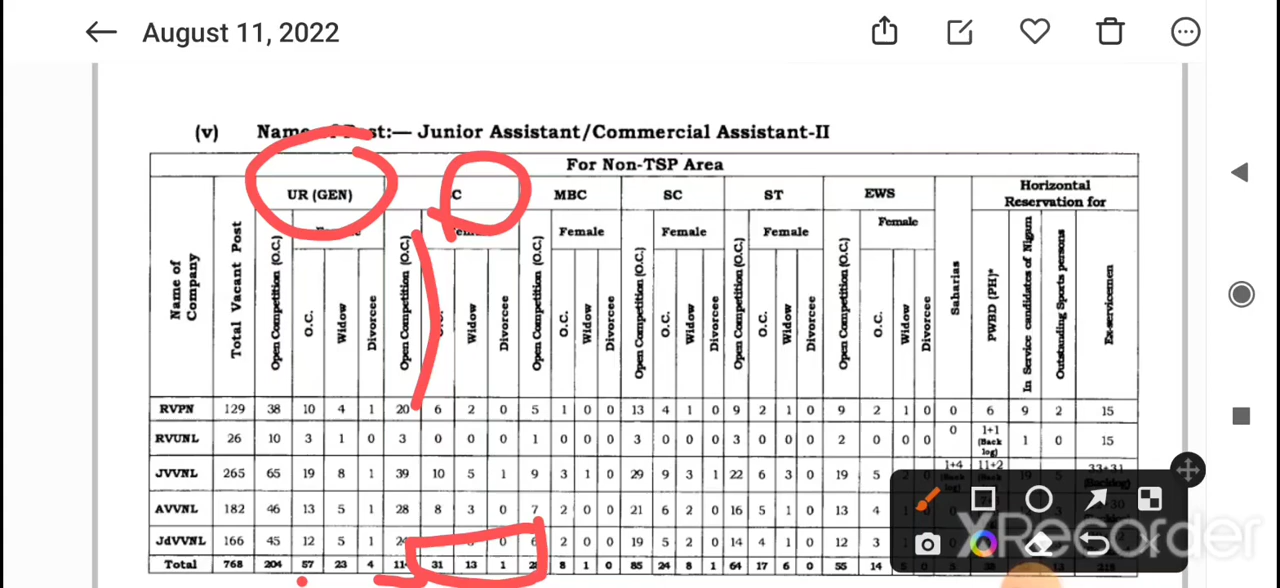 August 11, 2022
(v) Name of Post:— Junior Assistant/Commercial Assistant-II
For Non-TSP Area
Name of Company
Total Vacant Post
UR (GEN)
MBC
SC
ST
EWS
Saharias
Horizontal Reservation for
Female
Female
Female
Female
Open Competition (O.C.)
O.C.
Widow
Divorcee
Open Competition (O.C.)
Widow
Divorcee
Open Competition (O.C.)
O.C.
Widow
Divorcee
Open Competition (O.C.)
O.C.
Widow
Divorcee
Open Competition (O.C.)
O.C.
Widow
Divorcee
Open Competition (O.C.)
O.C.
Widow
Divorcee
PWBD (PH)*
In Service candidates of Nigum
Outstanding Sports persons
Ex-servicemen
RVPN 129 38 10 4 1 20 6 2 0 5 1 0 0 13 4 1 0 9 2 1 0 9 2 1 0 0 6 9 2 15
RVUNL 26 10 3 1 0 3 0 0 0 1 0 0 0 3 0 0 0 3 0 0 0 2 0 0 0 0 1+1 (Back log) 1 0 15
JVVNL 265 65 19 8 1 39 10 5 1 9 3 1 0 29 9 3 1 22 6 3 0 19 5 1+4 11+2
AVVNL 182 46 13 5 1 28 8 3 0 7 2 0 0 21 6 2 0 16 5 1 0 13 4
JdVVNL 166 45 12 5 1 0 2 0 0 19 5 2 0 14 4 1 0 12 3
Total 768 204 57 23 4 31 13 1 8 1 0 85 24 8 1 64 17 6 0 55 14
XRecorder